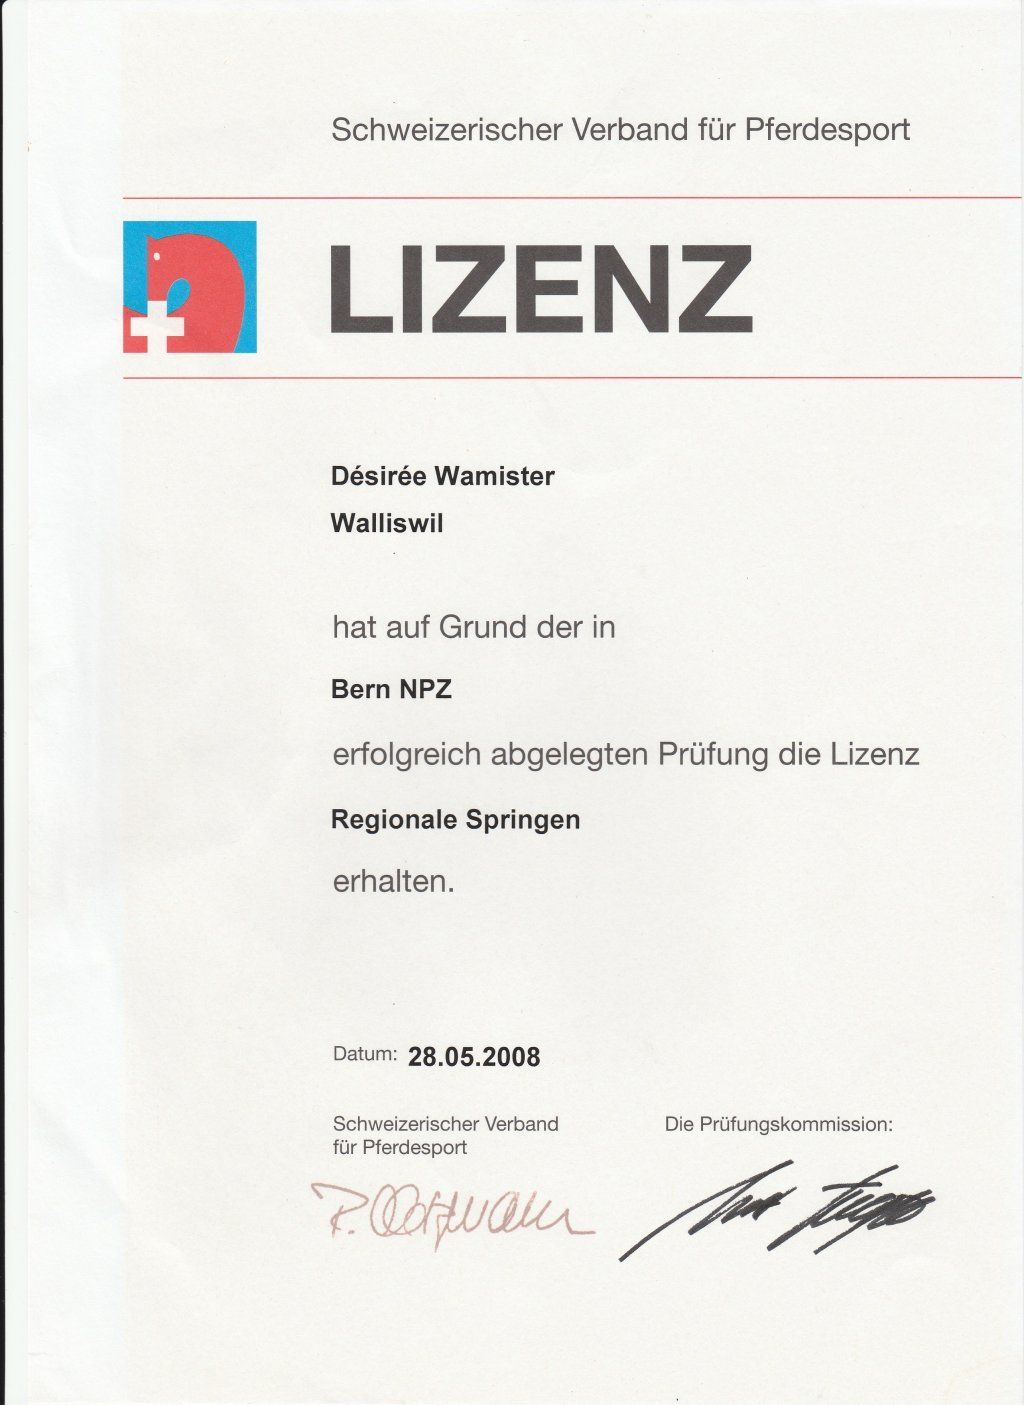 Schweizerischer Verband für Pferdesport
LIZENZ
Désirée Wamister
Walliswil
hat auf Grund der in
Bern NPZ
erfolgreich abgelegten Prüfung die Lizenz
Regionale Springen
erhalten.
Datum: 28.05.2008
Schweizerischer Verband
für Pferdesport
Die Prüfungskommission: